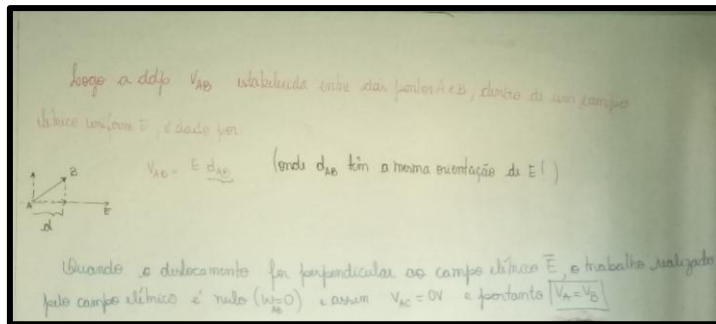 Logo a ddp V_AB estabelecida entre dois pontos A e B, dentro de um campo
elétrico uniforme E, é dado por:
V_AB = E d_AB (onde d_AB têm a mesma orientação de E!)
B
A
E
d
Quando o deslocamento for perpendicular ao campo elétrico E, o trabalho realizado
pelo campo elétrico é nulo (W_AB=0) e assim V_AC = 0V e portanto V_A = V_B